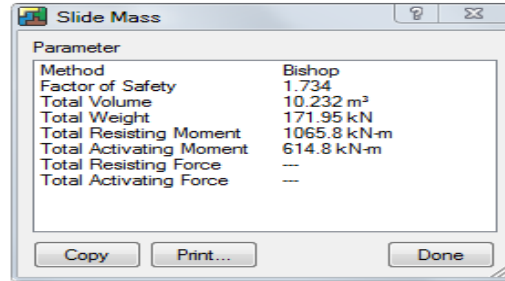 Slide Mass
Parameter
Method Bishop
Factor of Safety 1.734
Total Volume 10.232 m³
Total Weight 171.95 kN
Total Resisting Moment 1065.8 kN-m
Total Activating Moment 614.8 kN-m
Total Resisting Force ---
Total Activating Force ---
Copy Print... Done